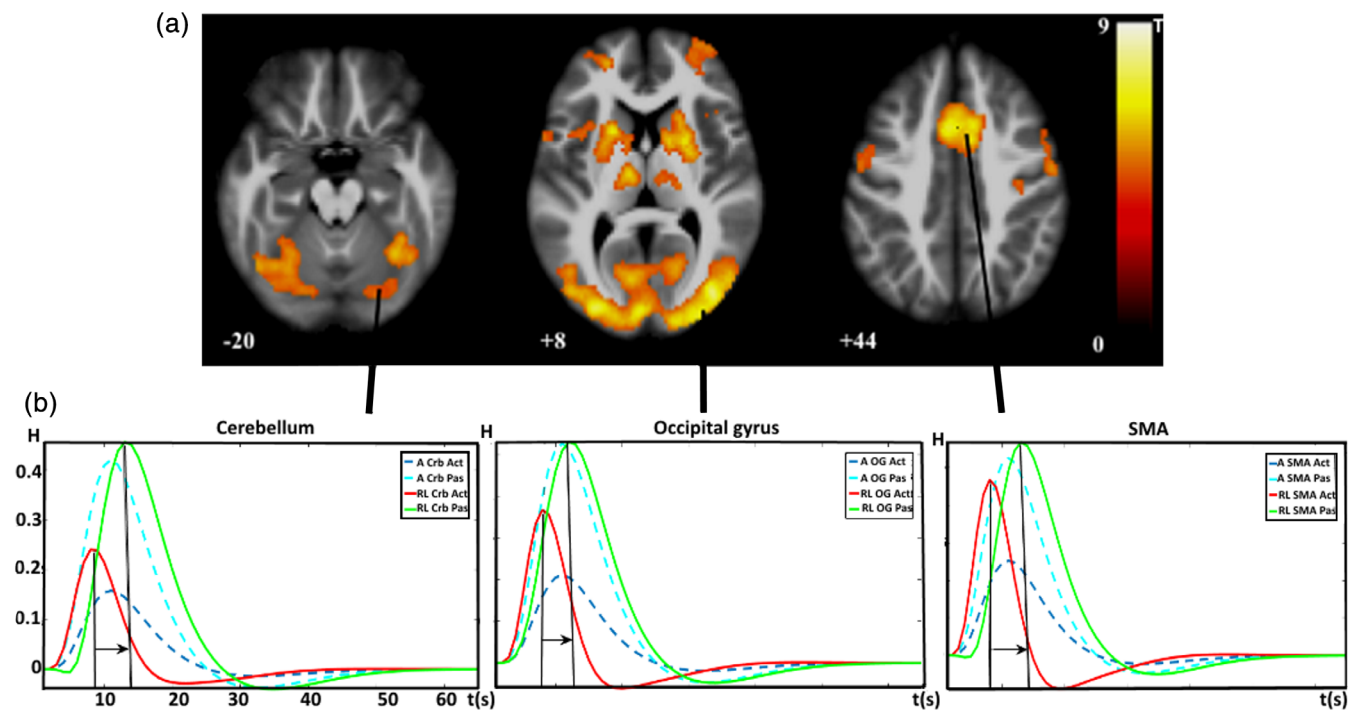 (a)
9 T
-20 +8 +44 0
(b)
Cerebellum
H
0.4
0.3
0.2
0.1
0
A Crb Act
A Crb Pas
RL Crb Act
RL Crb Pas
10 20 30 40 50 60 t(s)
Occipital gyrus
H
A OG Act
A OG Pas
RL OG Act
RL OG Pas
t(s)
SMA
H
A SMA Act
A SMA Pas
RL SMA Act
RL SMA Pas
t(s)